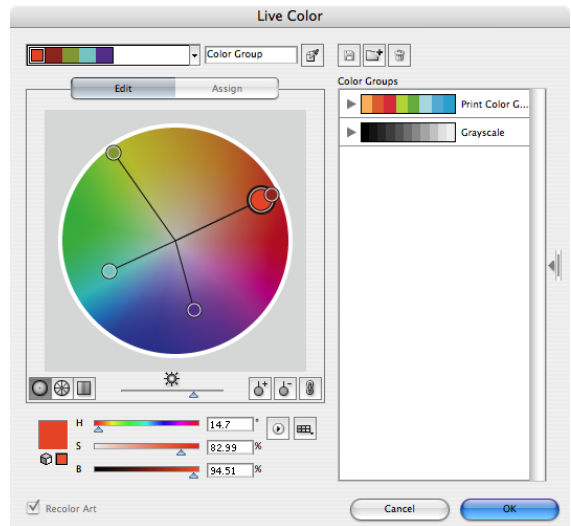 Live Color
Color Group
Edit Assign
Color Groups
Print Color G...
Grayscale
H 14.7 °
S 82.99 %
B 94.51 %
Recolor Art
Cancel OK